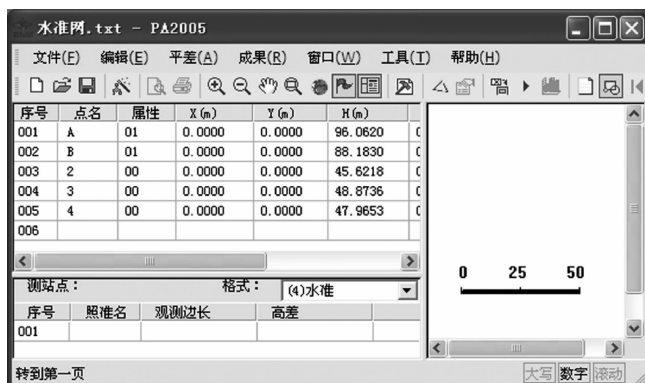 水准网.txt - PA2005
文件(F) 编辑(E) 平差(A) 成果(R) 窗口(W) 工具(T) 帮助(H)
序号 点名 属性 X(m) Y(m) H(m)
001 A 01 0.0000 0.0000 96.0620
002 B 01 0.0000 0.0000 88.1830
003 2 00 0.0000 0.0000 45.6218
004 3 00 0.0000 0.0000 48.8736
005 4 00 0.0000 0.0000 47.9653
006
0 25 50
测站点： 格式： (4)水准
序号 照准名 观测边长 高差
001
转到第一页 大写 数字 滚动